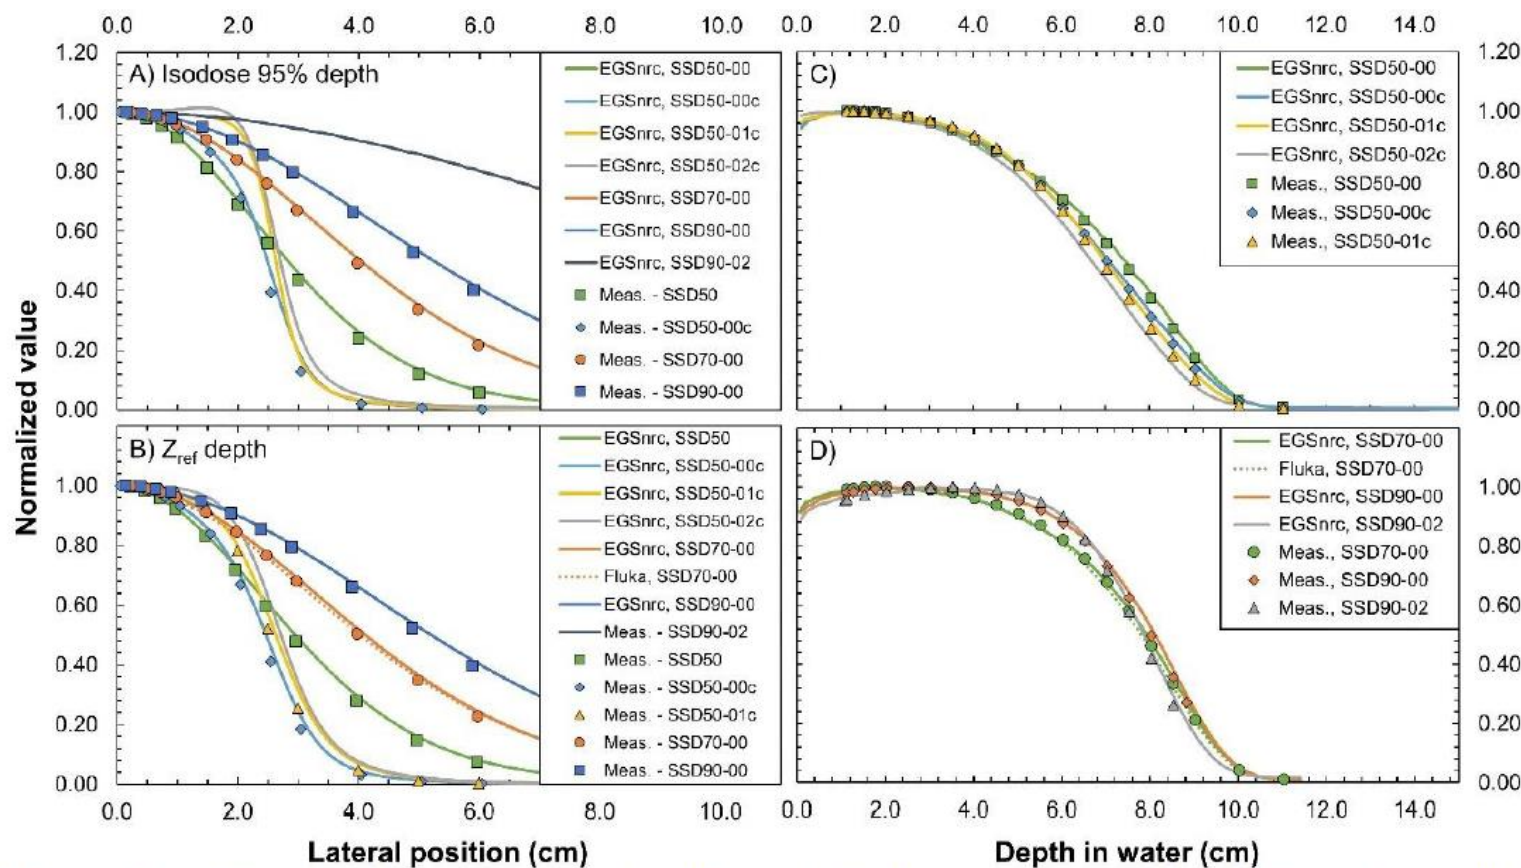 0.0 2.0 4.0 6.0 8.0 10.0
0.0 2.0 4.0 6.0 8.0 10.0 12.0 14.0
Normalized value
1.20
1.00
0.80
0.60
0.40
0.20
0.00
A) Isodose 95% depth
EGSnrc, SSD50-00
EGSnrc, SSD50-00c
EGSnrc, SSD50-01c
EGSnrc, SSD50-02c
EGSnrc, SSD70-00
EGSnrc, SSD90-00
EGSnrc, SSD90-02
Meas. - SSD50
Meas. - SSD50-00c
Meas. - SSD70-00
Meas. - SSD90-00
C)
EGSnrc, SSD50-00
EGSnrc, SSD50-00c
EGSnrc, SSD50-01c
EGSnrc, SSD50-02c
Meas., SSD50-00
Meas., SSD50-00c
Meas., SSD50-01c
1.20
1.00
0.80
0.60
0.40
0.20
0.00
1.00
0.80
0.60
0.40
0.20
0.00
B) Zref depth
EGSnrc, SSD50
EGSnrc, SSD50-00c
EGSnrc, SSD50-01c
EGSnrc, SSD50-02c
EGSnrc, SSD70-00
Fluka, SSD70-00
EGSnrc, SSD90-00
Meas. - SSD90-02
Meas. - SSD50
Meas. - SSD50-00c
Meas. - SSD50-01c
Meas. - SSD70-00
Meas. - SSD90-00
D)
EGSnrc, SSD70-00
Fluka, SSD70-00
EGSnrc, SSD90-00
EGSnrc, SSD90-02
Meas., SSD70-00
Meas., SSD90-00
Meas., SSD90-02
1.00
0.80
0.60
0.40
0.20
0.00
0.0 2.0 4.0 6.0 8.0 10.0
0.0 2.0 4.0 6.0 8.0 10.0 12.0 14.0
Lateral position (cm)
Depth in water (cm)